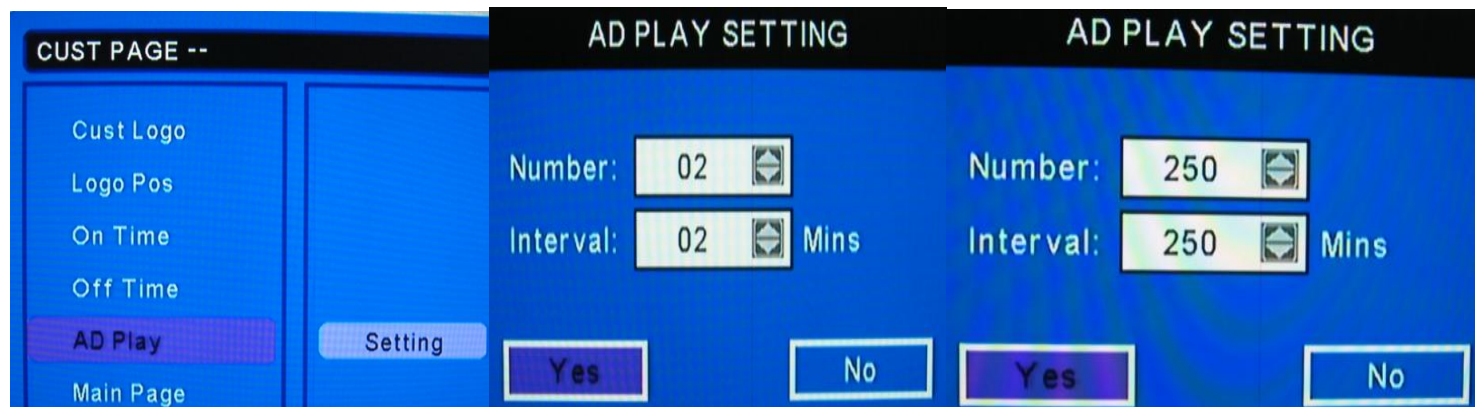 CUST PAGE --
Cust Logo
Logo Pos
On Time
Off Time
AD Play
Setting
Main Page
AD PLAY SETTING
Number: 02
Interval: 02 Mins
Yes No
AD PLAY SETTING
Number: 250
Interval: 250 Mins
Yes No